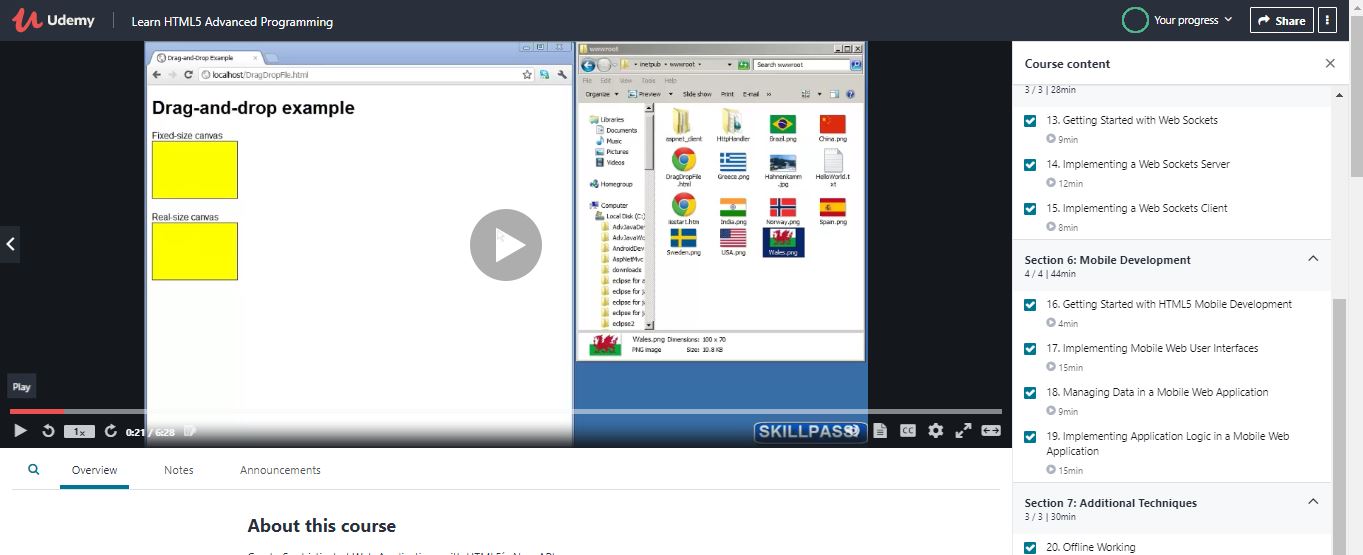 Udemy
Learn HTML5 Advanced Programming
Your progress
Share
Drag-and-Drop Example
localhost/DragDropFile.html
Drag-and-drop example
Fixed-size canvas
Real-size canvas
wwwroot
inetpub
wwwroot
Search wwwroot
File Edit View Tools Help
Organize Preview Slide show Print E-mail »
Libraries
Documents
Music
Pictures
Videos
Homegroup
Computer
Local Disk (C:)
AdvJavaDev
AdvJavaWo
AndroidDev
AspNetMvc
downloads
eclipse for a
eclipse for ja
eclipse for je
eclipse for ja
eclipse2
aspnet_client
HttpHandler
Brazil.png
China.png
DragDropFile
.html
Greece.png
Hahnenkamm
.jpg
HelloWorld.t
xt
iisstart.htm
India.png
Norway.png
Spain.png
Sweden.png
USA.png
Wales.png
Wales.png Dimensions: 100 x 70
PNG image Size: 10.8 KB
Play
1x
0:21 / 6:28
SKILLPASS
CC
Course content
3 / 3 | 28min
13. Getting Started with Web Sockets
9min
14. Implementing a Web Sockets Server
12min
15. Implementing a Web Sockets Client
8min
Section 6: Mobile Development
4 / 4 | 44min
16. Getting Started with HTML5 Mobile Development
4min
17. Implementing Mobile Web User Interfaces
15min
18. Managing Data in a Mobile Web Application
9min
19. Implementing Application Logic in a Mobile Web
Application
15min
Section 7: Additional Techniques
3 / 3 | 30min
20. Offline Working
Overview
Notes
Announcements
About this course